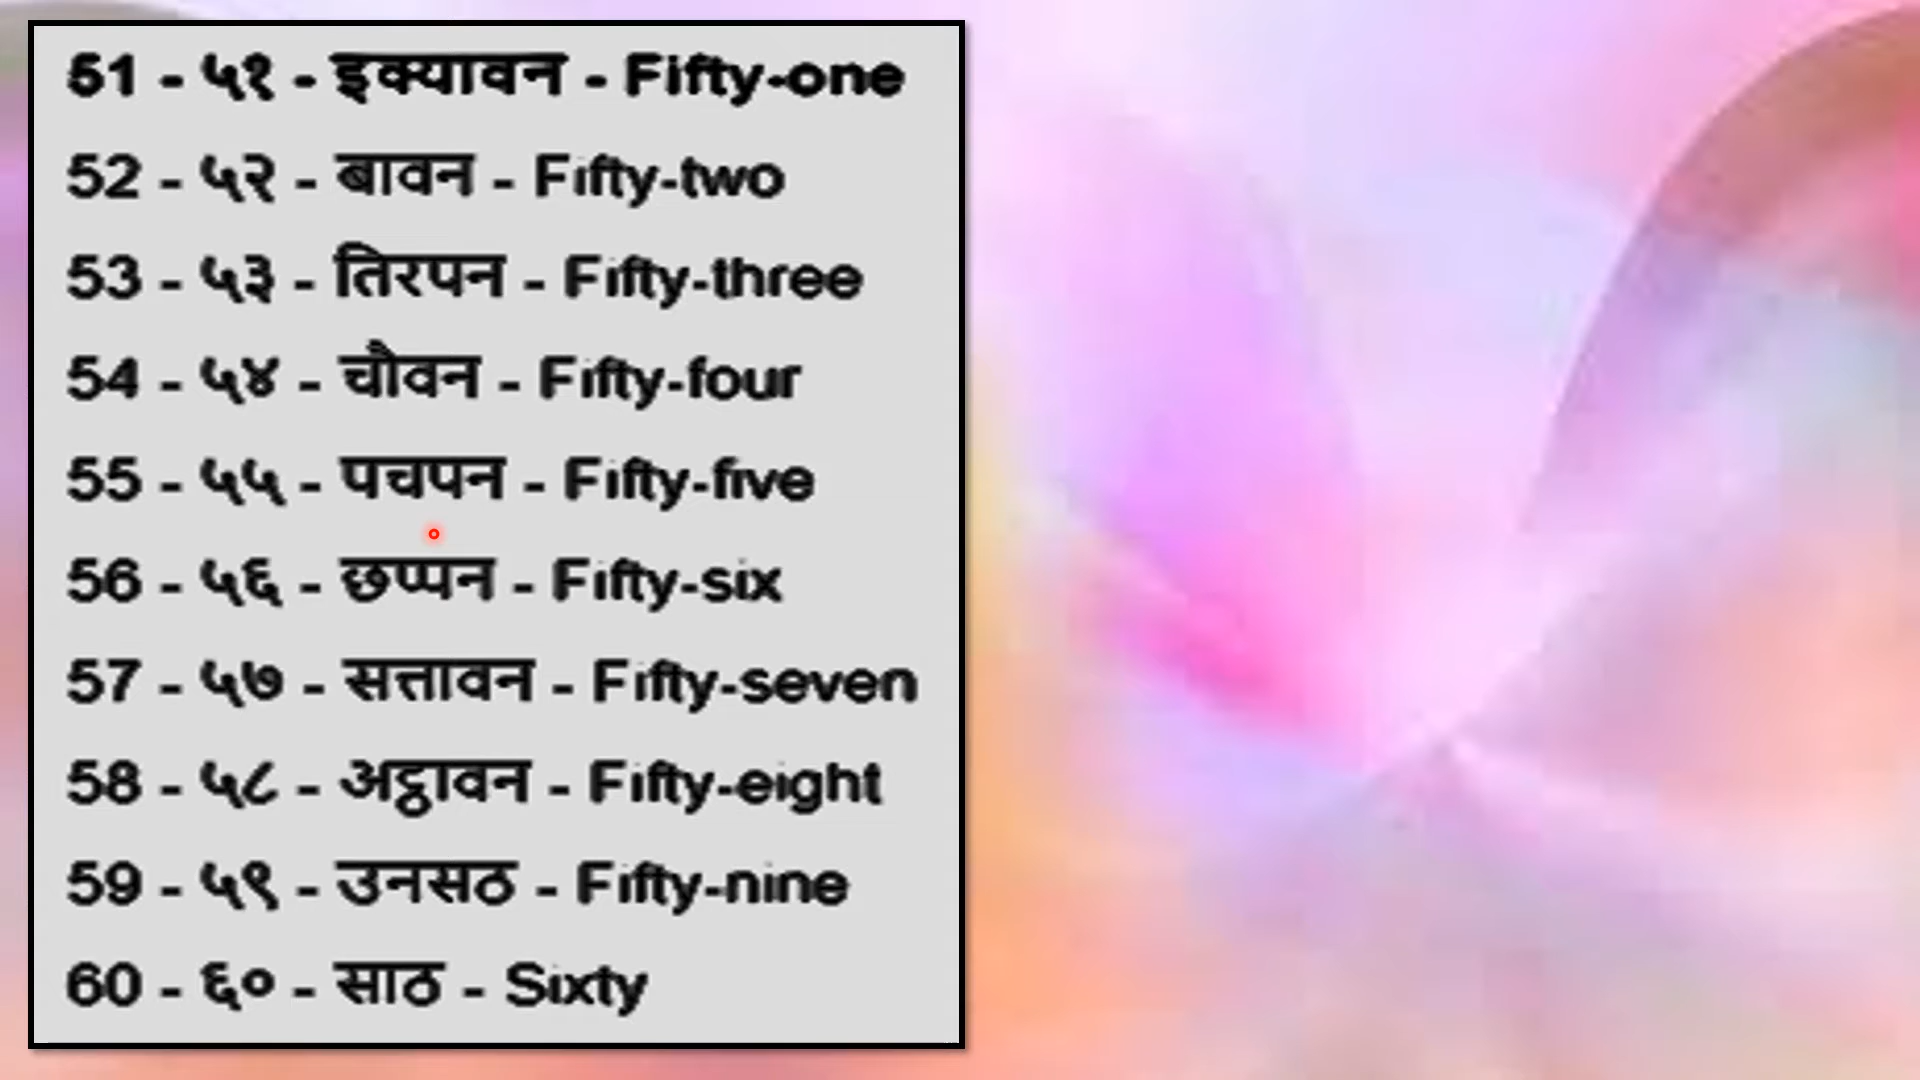 51 - ५१ - इक्यावन - Fifty-one
52 - ५२ - बावन - Fifty-two
53 - ५३ - तिरपन - Fifty-three
54 - ५४ - चौवन - Fifty-four
55 - ५५ - पचपन - Fifty-five
56 - ५६ - छप्पन - Fifty-six
57 - ५७ - सत्तावन - Fifty-seven
58 - ५८ - अट्ठावन - Fifty-eight
59 - ५९ - उनसठ - Fifty-nine
60 - ६० - साठ - Sixty